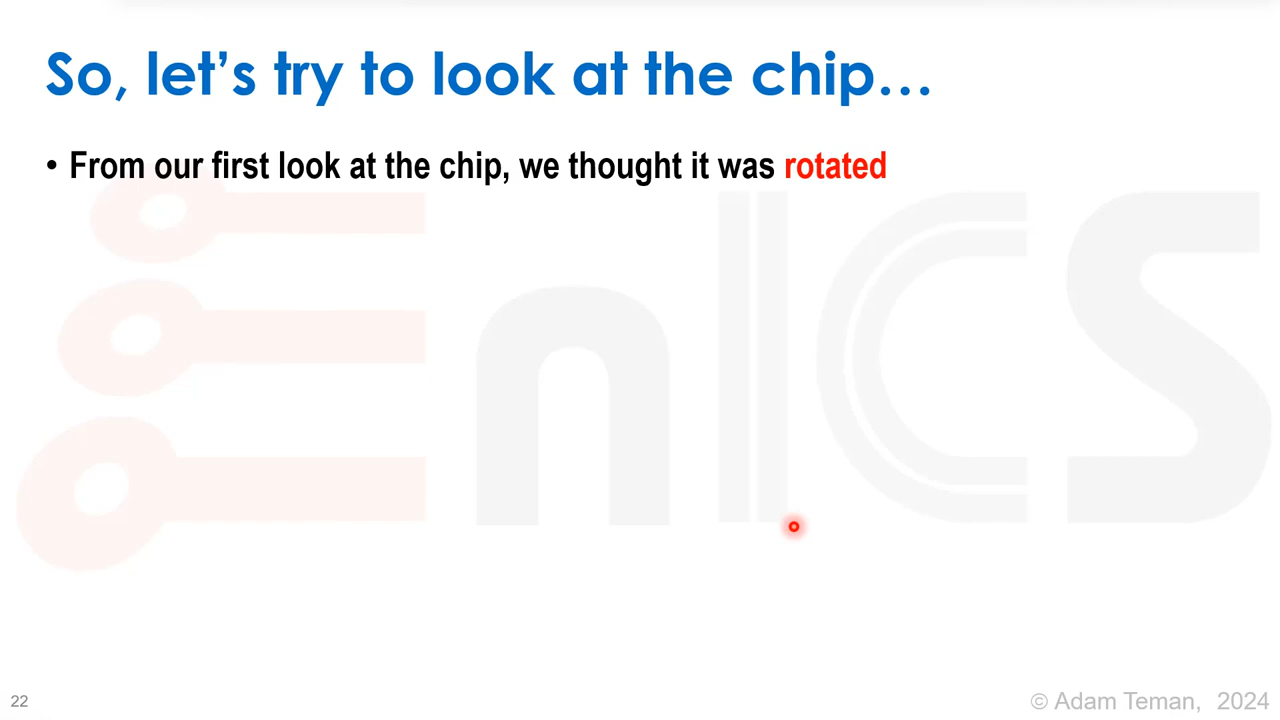 So, let’s try to look at the chip…
• From our first look at the chip, we thought it was rotated
EnICS
22
© Adam Teman, 2024